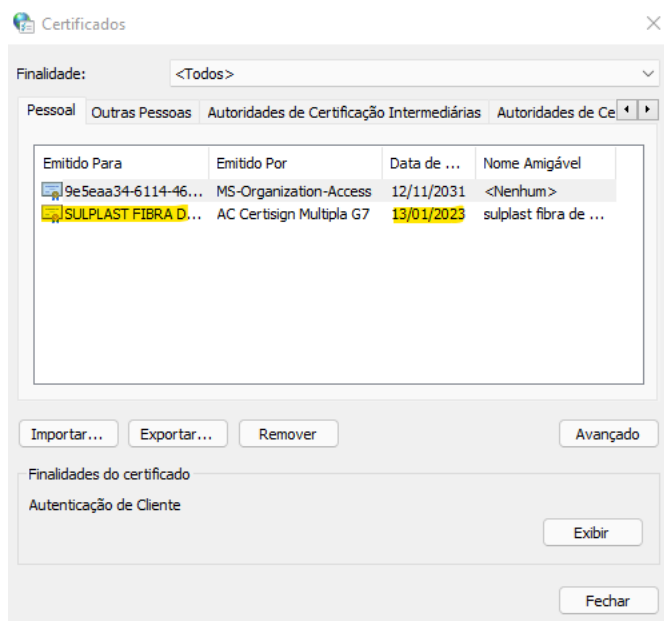 Certificados
Finalidade: <Todos>
Pessoal Outras Pessoas Autoridades de Certificação Intermediárias Autoridades de Ce
Emitido Para Emitido Por Data de ... Nome Amigável
9e5eaa34-6114-46... MS-Organization-Access 12/11/2031 <Nenhum>
SULPLAST FIBRA D... AC Certisign Multipla G7 13/01/2023 sulplast fibra de ...
Importar... Exportar... Remover Avançado
Finalidades do certificado
Autenticação de Cliente
Exibir
Fechar